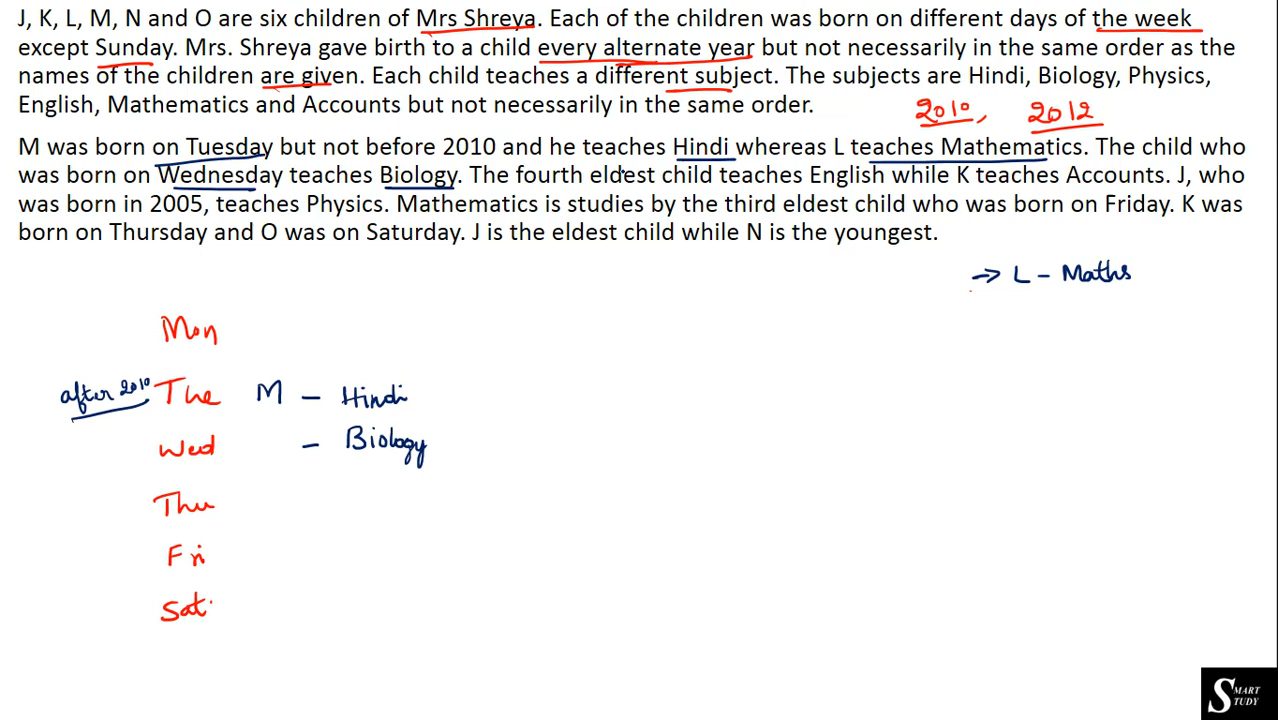 J, K, L, M, N and O are six children of Mrs Shreya. Each of the children was born on different days of the week
except Sunday. Mrs. Shreya gave birth to a child every alternate year but not necessarily in the same order as the
names of the children are given. Each child teaches a different subject. The subjects are Hindi, Biology, Physics,
English, Mathematics and Accounts but not necessarily in the same order.
2010, 2012
M was born on Tuesday but not before 2010 and he teaches Hindi whereas L teaches Mathematics. The child who
was born on Wednesday teaches Biology. The fourth eldest child teaches English while K teaches Accounts. J, who
was born in 2005, teaches Physics. Mathematics is studies by the third eldest child who was born on Friday. K was
born on Thursday and O was on Saturday. J is the eldest child while N is the youngest.
→ L - Maths
Mon
after 2010 The M - Hindi
Wed - Biology
Thu
Fri
Sat
SMART STUDY